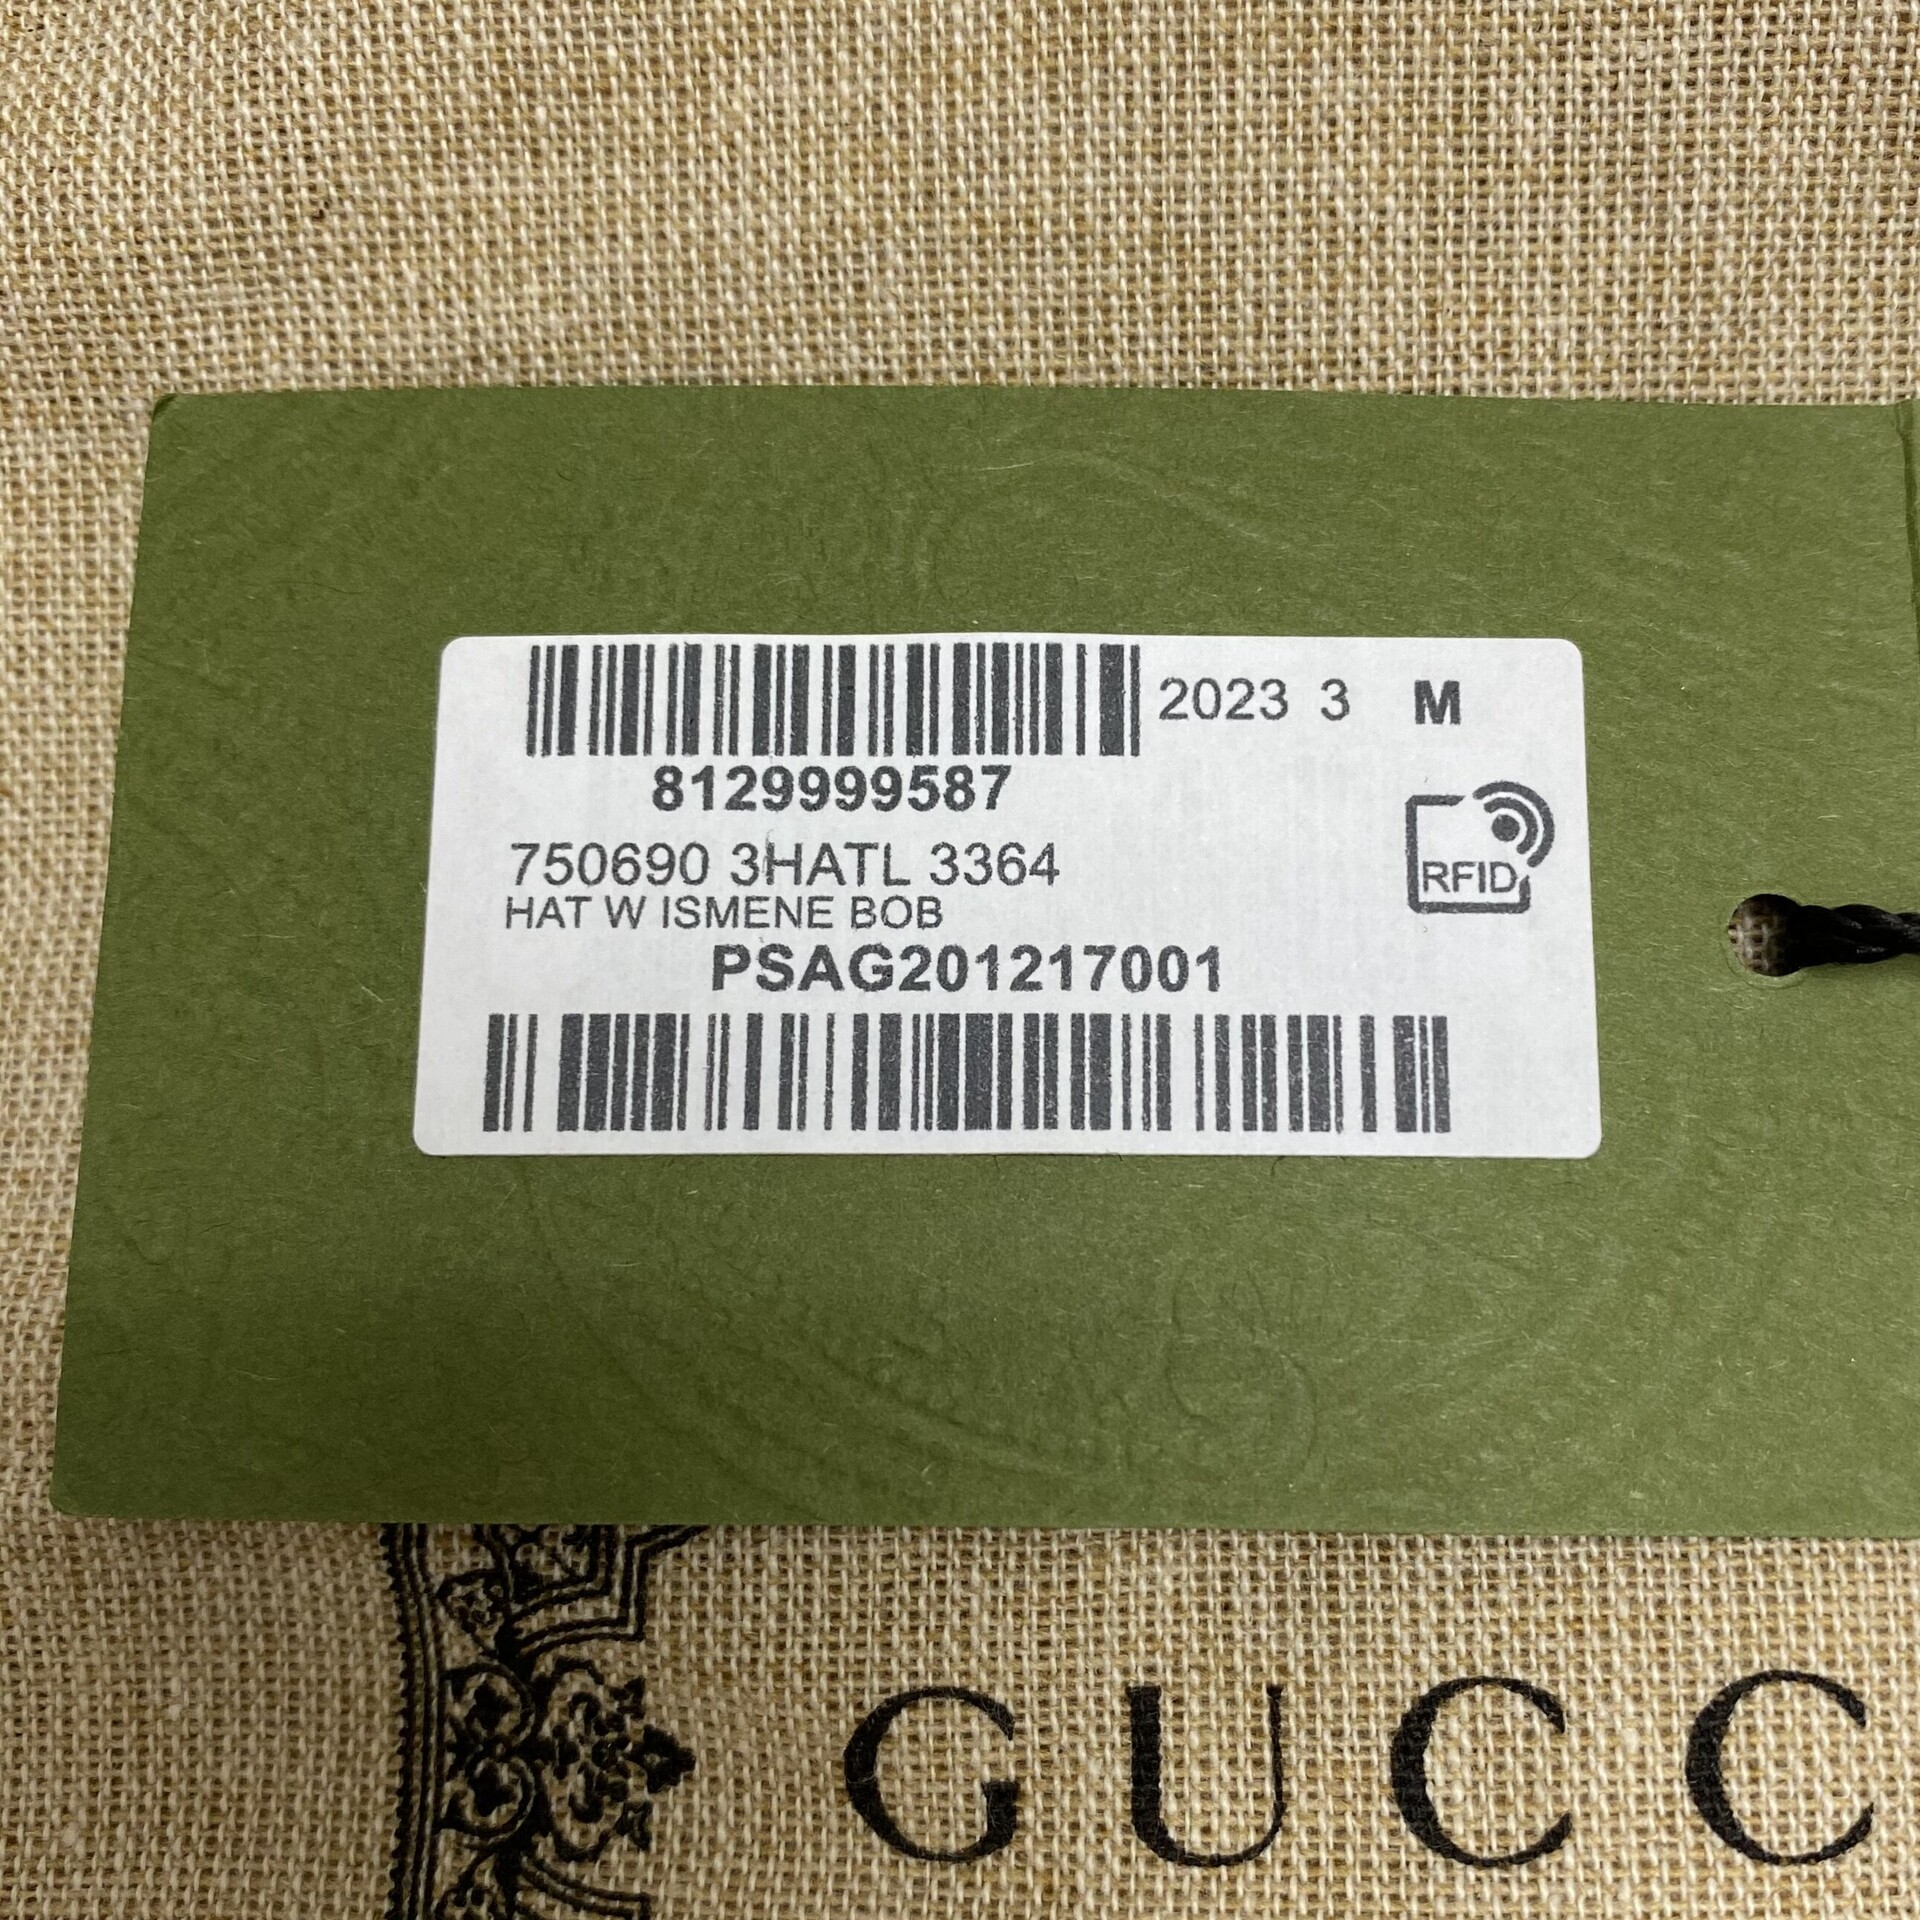 2023 3 M
8129999587
750690 3HATL 3364
RFID
HAT W ISMENE BOB
PSAG201217001
GUCC